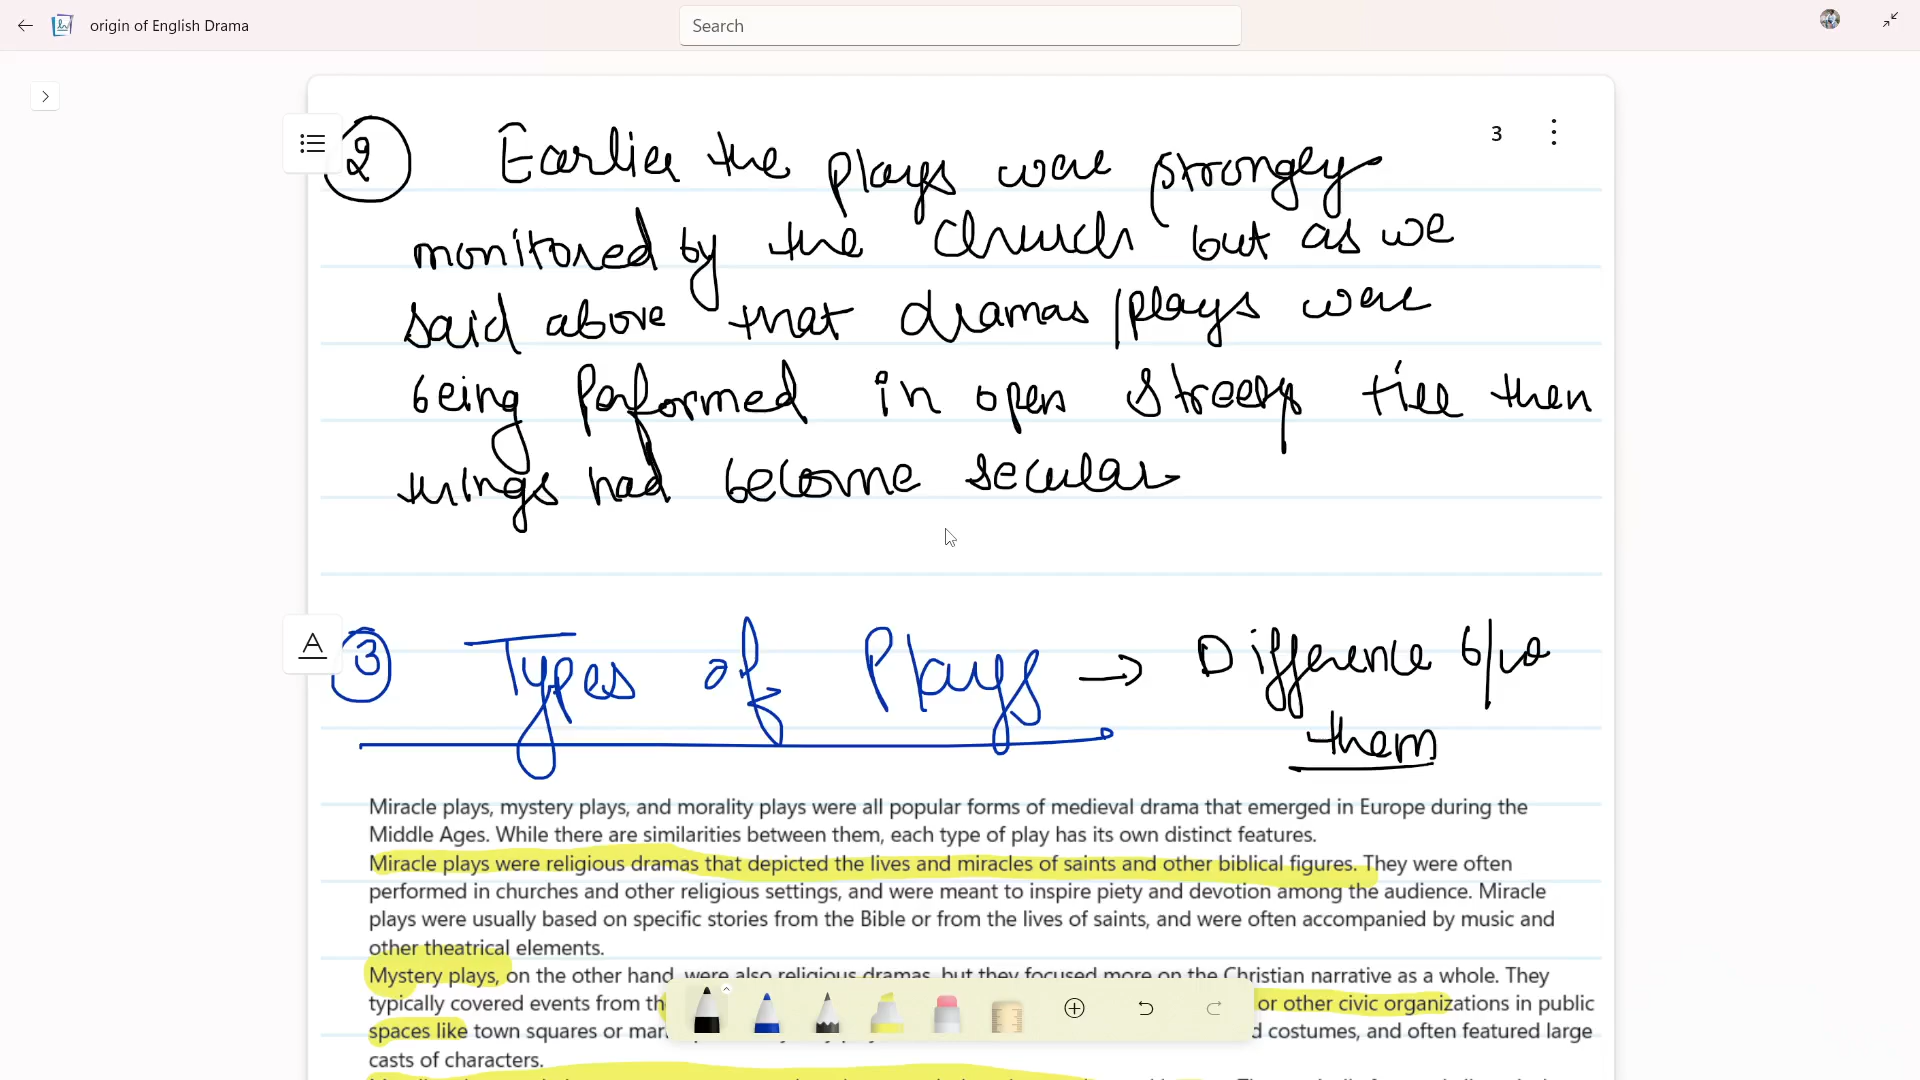 origin of English Drama
Search
3
2 Earlier the plays were strongly
monitored by the church but as we
said above that dramas/plays were
being performed in open streets till then
things had become secular
3 Types of Plays → Difference b/w
them
Miracle plays, mystery plays, and morality plays were all popular forms of medieval drama that emerged in Europe during the
Middle Ages. While there are similarities between them, each type of play has its own distinct features.
Miracle plays were religious dramas that depicted the lives and miracles of saints and other biblical figures. They were often
performed in churches and other religious settings, and were meant to inspire piety and devotion among the audience. Miracle
plays were usually based on specific stories from the Bible or from the lives of saints, and were often accompanied by music and
other theatrical elements.
Mystery plays, on the other hand, were also religious dramas, but they focused more on the Christian narrative as a whole. They
typically covered events from or other civic organizations in public
spaces like town squares or costumes, and often featured large
casts of characters.